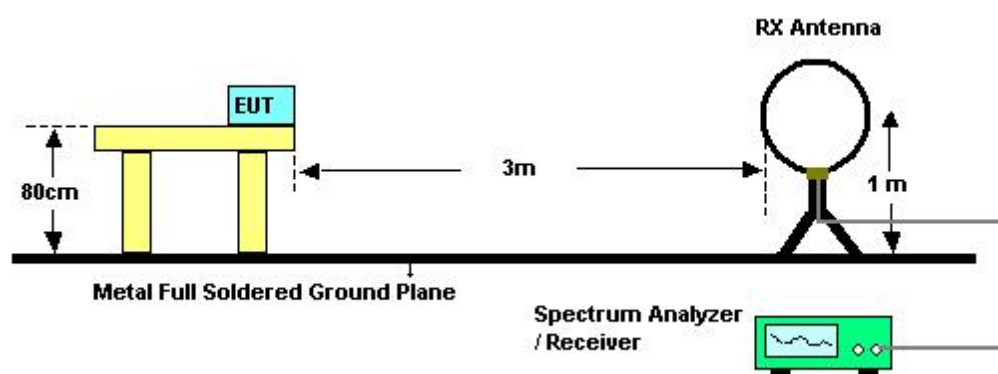 RX Antenna
EUT
80cm
3m
1 m
Metal Full Soldered Ground Plane
Spectrum Analyzer
/ Receiver